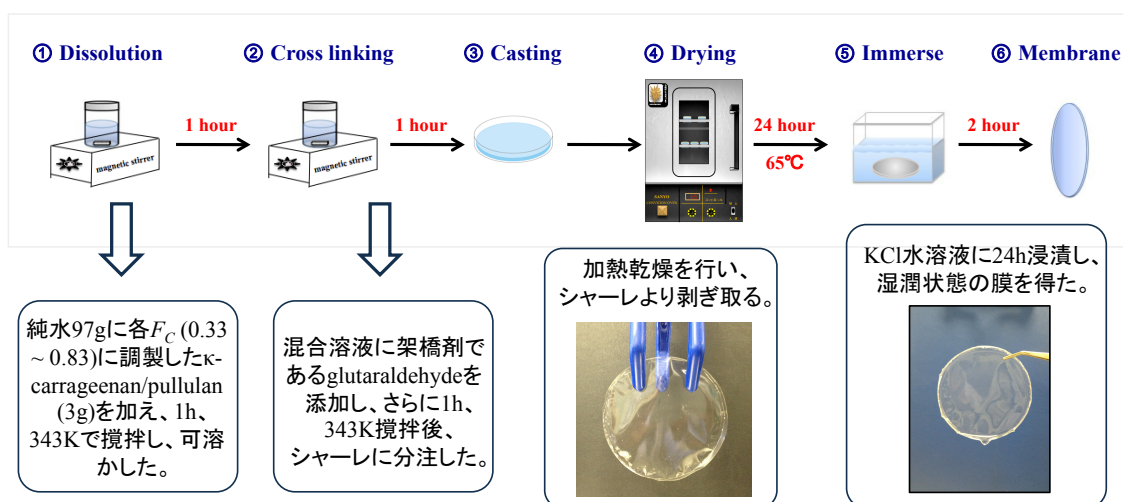 ① Dissolution
② Cross linking
③ Casting
④ Drying
⑤ Immerse
⑥ Membrane
1 hour
1 hour
24 hour
65℃
2 hour
magnetic stirrer
magnetic stirrer
SANYO
純水97gに各FC (0.33
~ 0.83)に調製したκ-
carrageenan/pullulan
(3g)を加え、1h、
343Kで撹拌し、可溶
かした。
混合溶液に架橋剤で
あるglutaraldehydeを
添加し、さらに1h、
343K撹拌後、
シャーレに分注した。
加熱乾燥を行い、
シャーレより剥ぎ取る。
KCl水溶液に24h浸漬し、
湿潤状態の膜を得た。